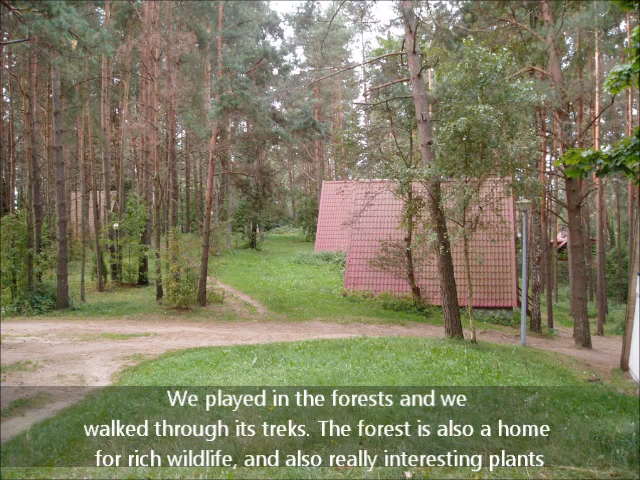 We played in the forests and we
walked through its treks. The forest is also a home
for rich wildlife, and also really interesting plants